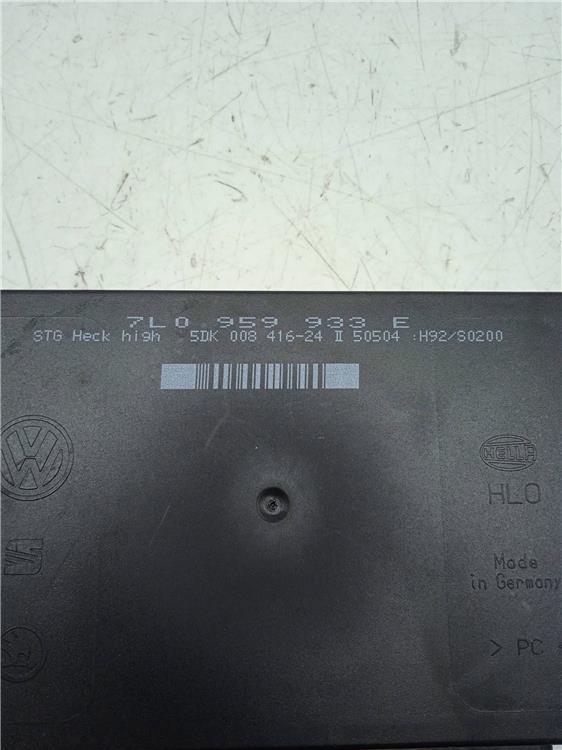 7L0 959 933 E
STG Heck high 5DK 008 416-24 II 50504 :H92/S0200
HELLA
HLO
Made
in Germany
> PC